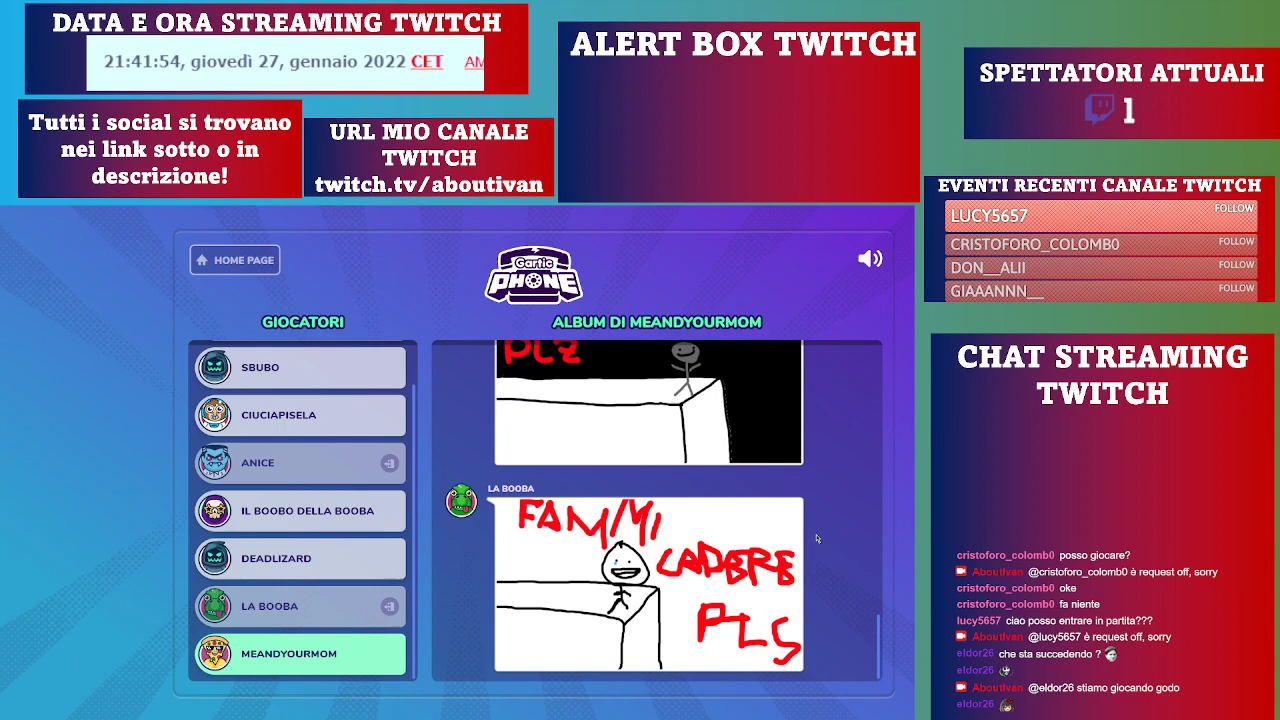 DATA E ORA STREAMING TWITCH
21:41:54, giovedì 27, gennaio 2022 CET AM
Tutti i social si trovano
nei link sotto o in
descrizione!
URL MIO CANALE
TWITCH
twitch.tv/aboutivan
ALERT BOX TWITCH
SPETTATORI ATTUALI
1
EVENTI RECENTI CANALE TWITCH
LUCY5657 FOLLOW
CRISTOFORO_COLOMB0 FOLLOW
DON__ALII FOLLOW
GIAAANNN__ FOLLOW
HOME PAGE
Gartic
PHONE
GIOCATORI
SBUBO
CIUCIAPISELA
ANICE
IL BOOBO DELLA BOOBA
DEADLIZARD
LA BOOBA
MEANDYOURMOM
ALBUM DI MEANDYOURMOM
PLZ
LA BOOBA
FAMMI
CADERE
PLS
CHAT STREAMING
TWITCH
cristoforo_colomb0 posso giocare?
AboutIvan @cristoforo_colomb0 è request off, sorry
cristoforo_colomb0 oke
cristoforo_colomb0 fa niente
lucy5657 ciao posso entrare in partita???
AboutIvan @lucy5657 è request off, sorry
eldor26 che sta succedendo ?
eldor26
AboutIvan @eldor26 stiamo giocando godo
eldor26